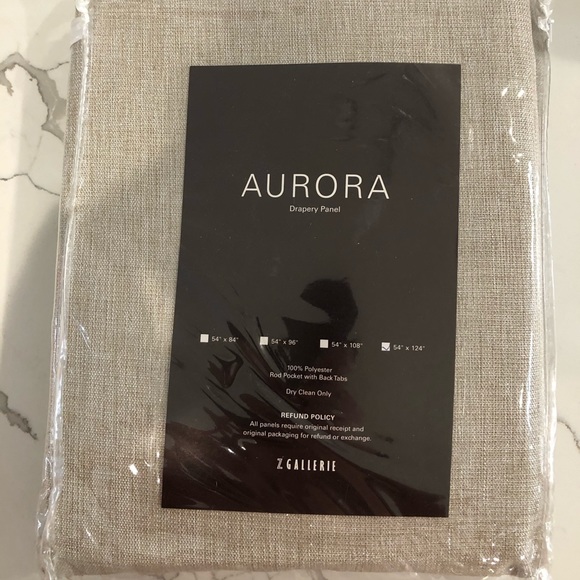 AURORA
Drapery Panel
54" x 84" 54" x 96" 54" x 108" 54" x 124"
100% Polyester
Rod Pocket with Back Tabs
Dry Clean Only
REFUND POLICY
All panels require original receipt and
original packaging for refund or exchange.
Z GALLERIE